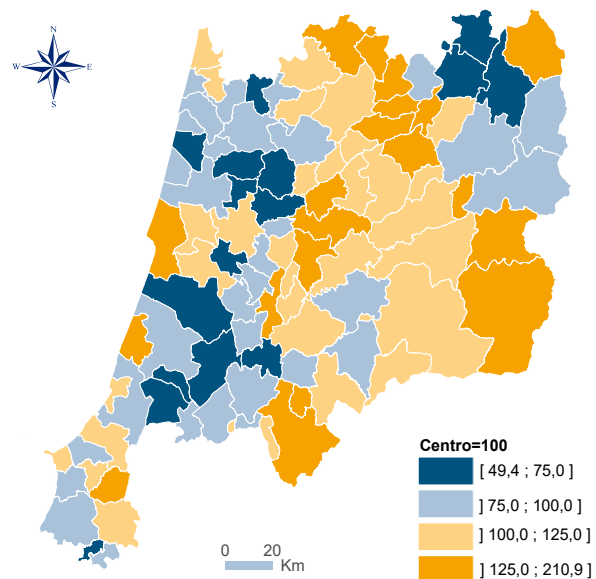 N
W E
S
Centro=100
[ 49,4 ; 75,0 ]
] 75,0 ; 100,0 ]
] 100,0 ; 125,0 ]
] 125,0 ; 210,9 ]
0 20
Km